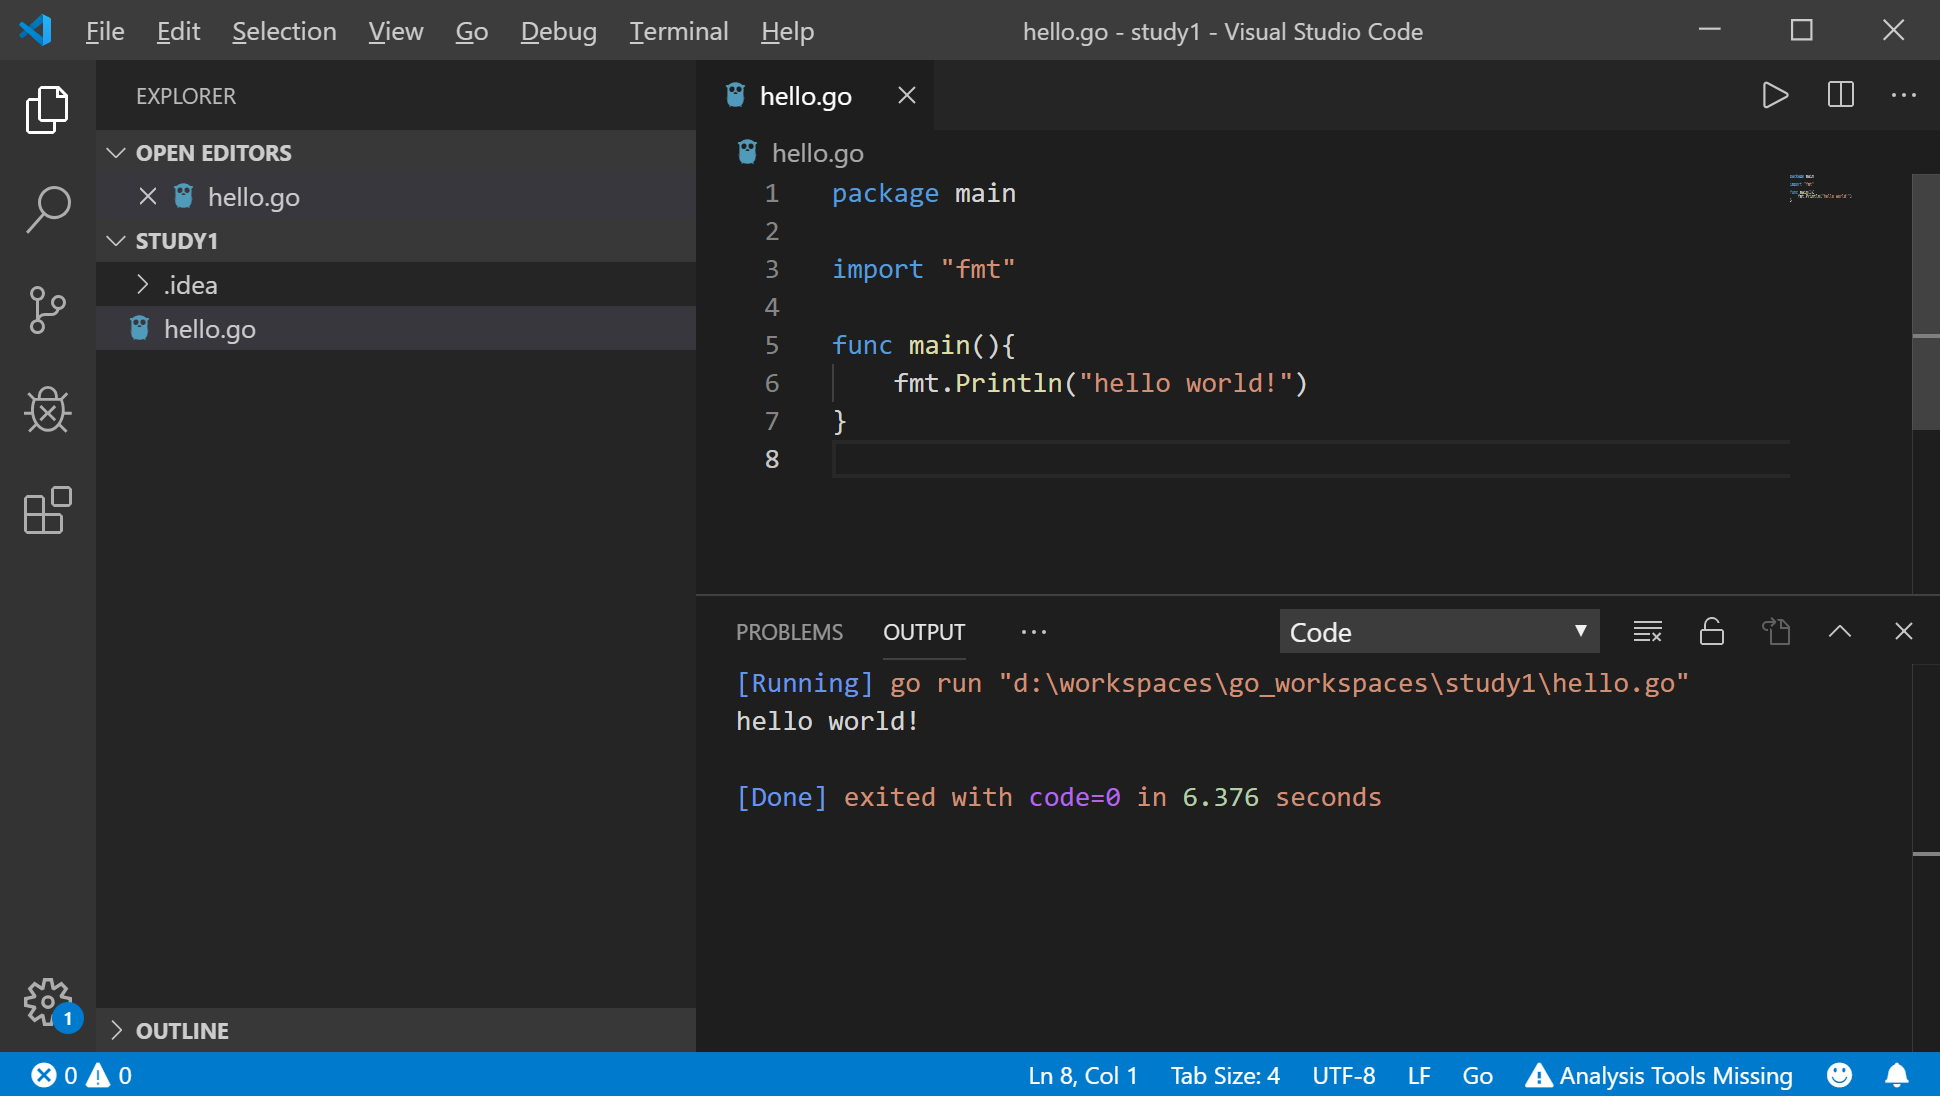 File Edit Selection View Go Debug Terminal Help hello.go - study1 - Visual Studio Code
EXPLORER
OPEN EDITORS
hello.go
STUDY1
.idea
hello.go
OUTLINE
1
hello.go
hello.go
1 package main
2
3 import "fmt"
4
5 func main(){
6 fmt.Println("hello world!")
7 }
8
PROBLEMS OUTPUT ··· Code
[Running] go run "d:\workspaces\go_workspaces\study1\hello.go"
hello world!
[Done] exited with code=0 in 6.376 seconds
0 0 Ln 8, Col 1 Tab Size: 4 UTF-8 LF Go Analysis Tools Missing